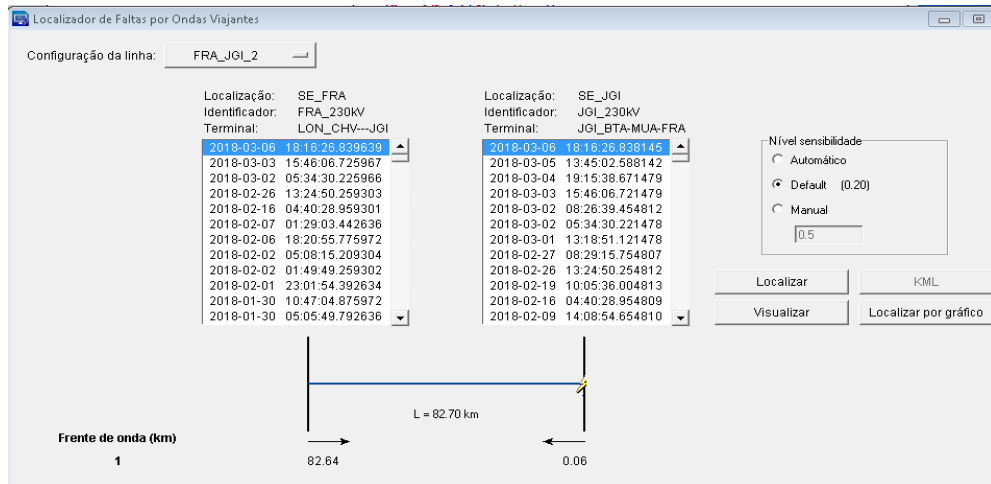 Localizador de Faltas por Ondas Viajantes
Configuração da linha: FRA_JGI_2
Localização: SE_FRA
Identificador: FRA_230kV
Terminal: LON_CHV---JGI
2018-03-06 18:16:26.839639
2018-03-03 15:46:06.725967
2018-03-02 05:34:30.225966
2018-02-26 13:24:50.259303
2018-02-16 04:40:28.959301
2018-02-07 01:29:03.442636
2018-02-06 18:20:55.775972
2018-02-02 05:08:15.209304
2018-02-02 01:49:49.259302
2018-02-01 23:01:54.392634
2018-01-30 10:47:04.875972
2018-01-30 05:05:49.792636
Localização: SE_JGI
Identificador: JGI_230kV
Terminal: JGI_BTA-MUA-FRA
2018-03-06 18:16:26.838145
2018-03-05 13:45:02.588142
2018-03-04 19:15:38.671479
2018-03-03 15:46:06.721479
2018-03-02 08:26:39.454812
2018-03-02 05:34:30.221478
2018-03-01 13:18:51.121478
2018-02-27 08:29:15.754807
2018-02-26 13:24:50.254812
2018-02-19 10:05:36.004813
2018-02-16 04:40:28.954809
2018-02-09 14:08:54.654810
Nível sensibilidade
Automático
Default (0.20)
Manual
0.5
Localizar KML
Visualizar Localizar por gráfico
L = 82.70 km
Frente de onda (km)
1 82.64 0.06